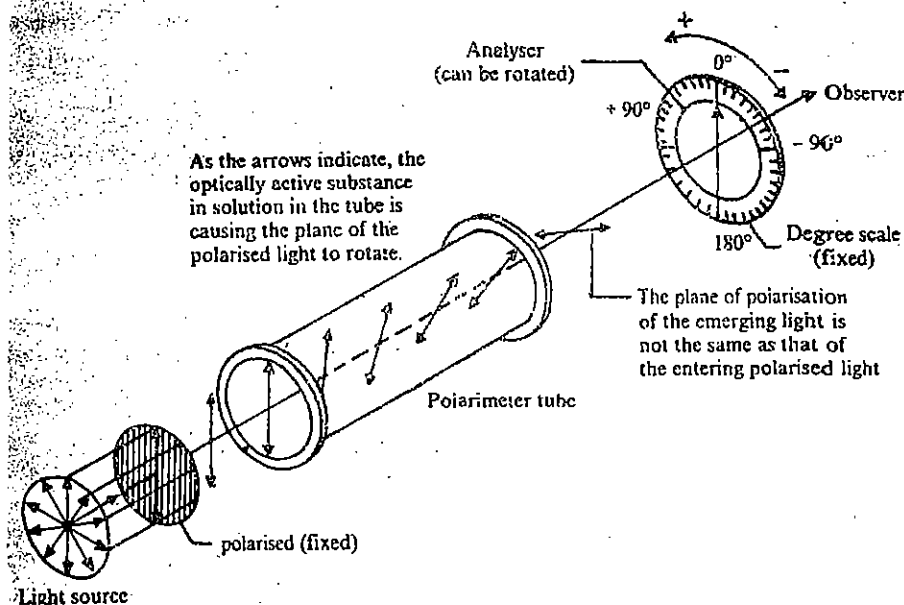 +
Analyser
(can be rotated)
0°
−
Observer
+ 90°
− 90°
As the arrows indicate, the
optically active substance
in solution in the tube is
causing the plane of the
polarised light to rotate.
180°
Degree scale
(fixed)
The plane of polarisation
of the emerging light is
not the same as that of
the entering polarised light
Polarimeter tube
polarised (fixed)
Light source